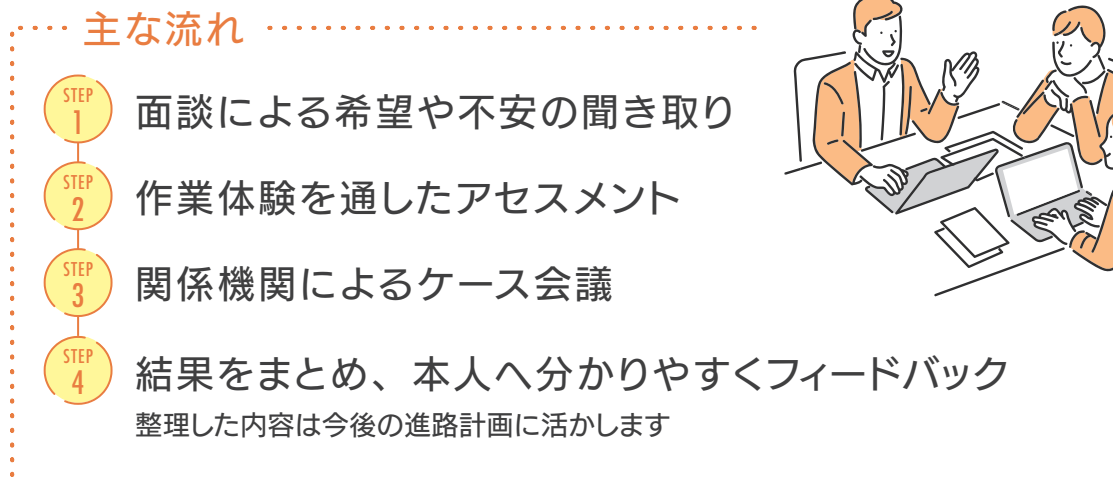 主な流れ
STEP
1
面談による希望や不安の聞き取り
STEP
2
作業体験を通したアセスメント
STEP
3
関係機関によるケース会議
STEP
4
結果をまとめ、本人へ分かりやすくフィードバック
整理した内容は今後の進路計画に活かします